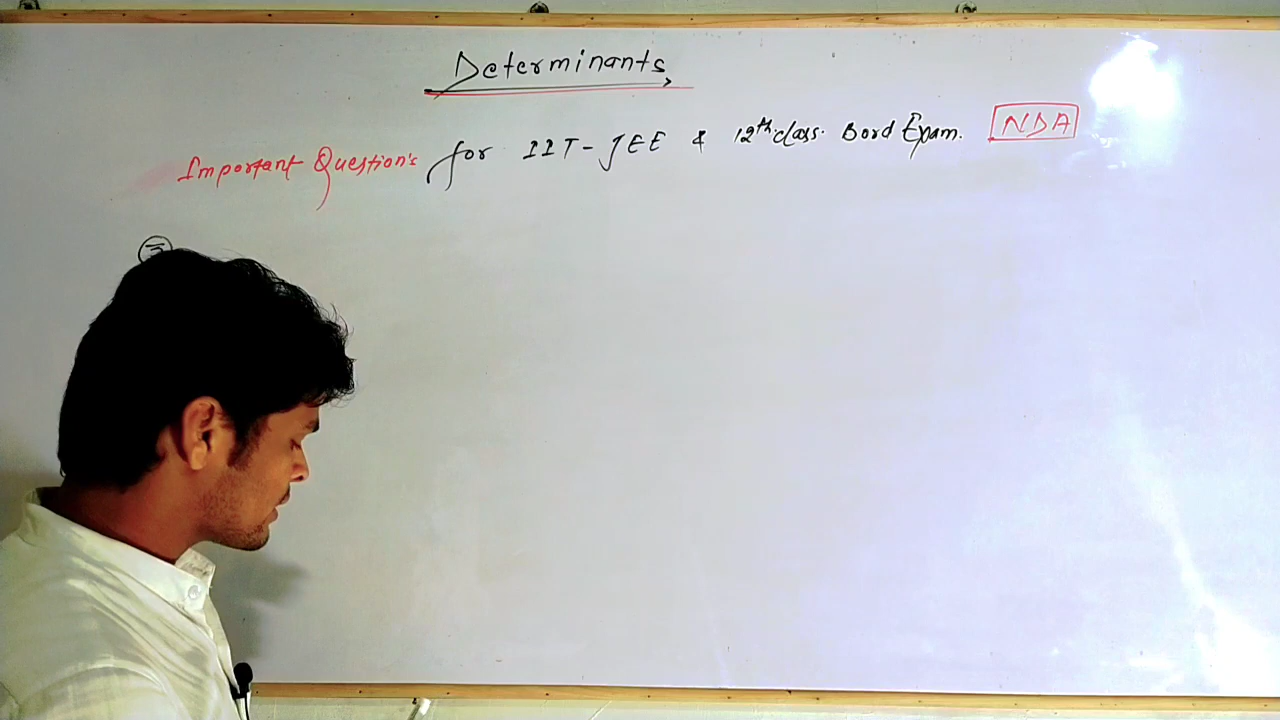 Determinants
Important Question's for IIT-JEE & 12th class. Bord Exam. NDA